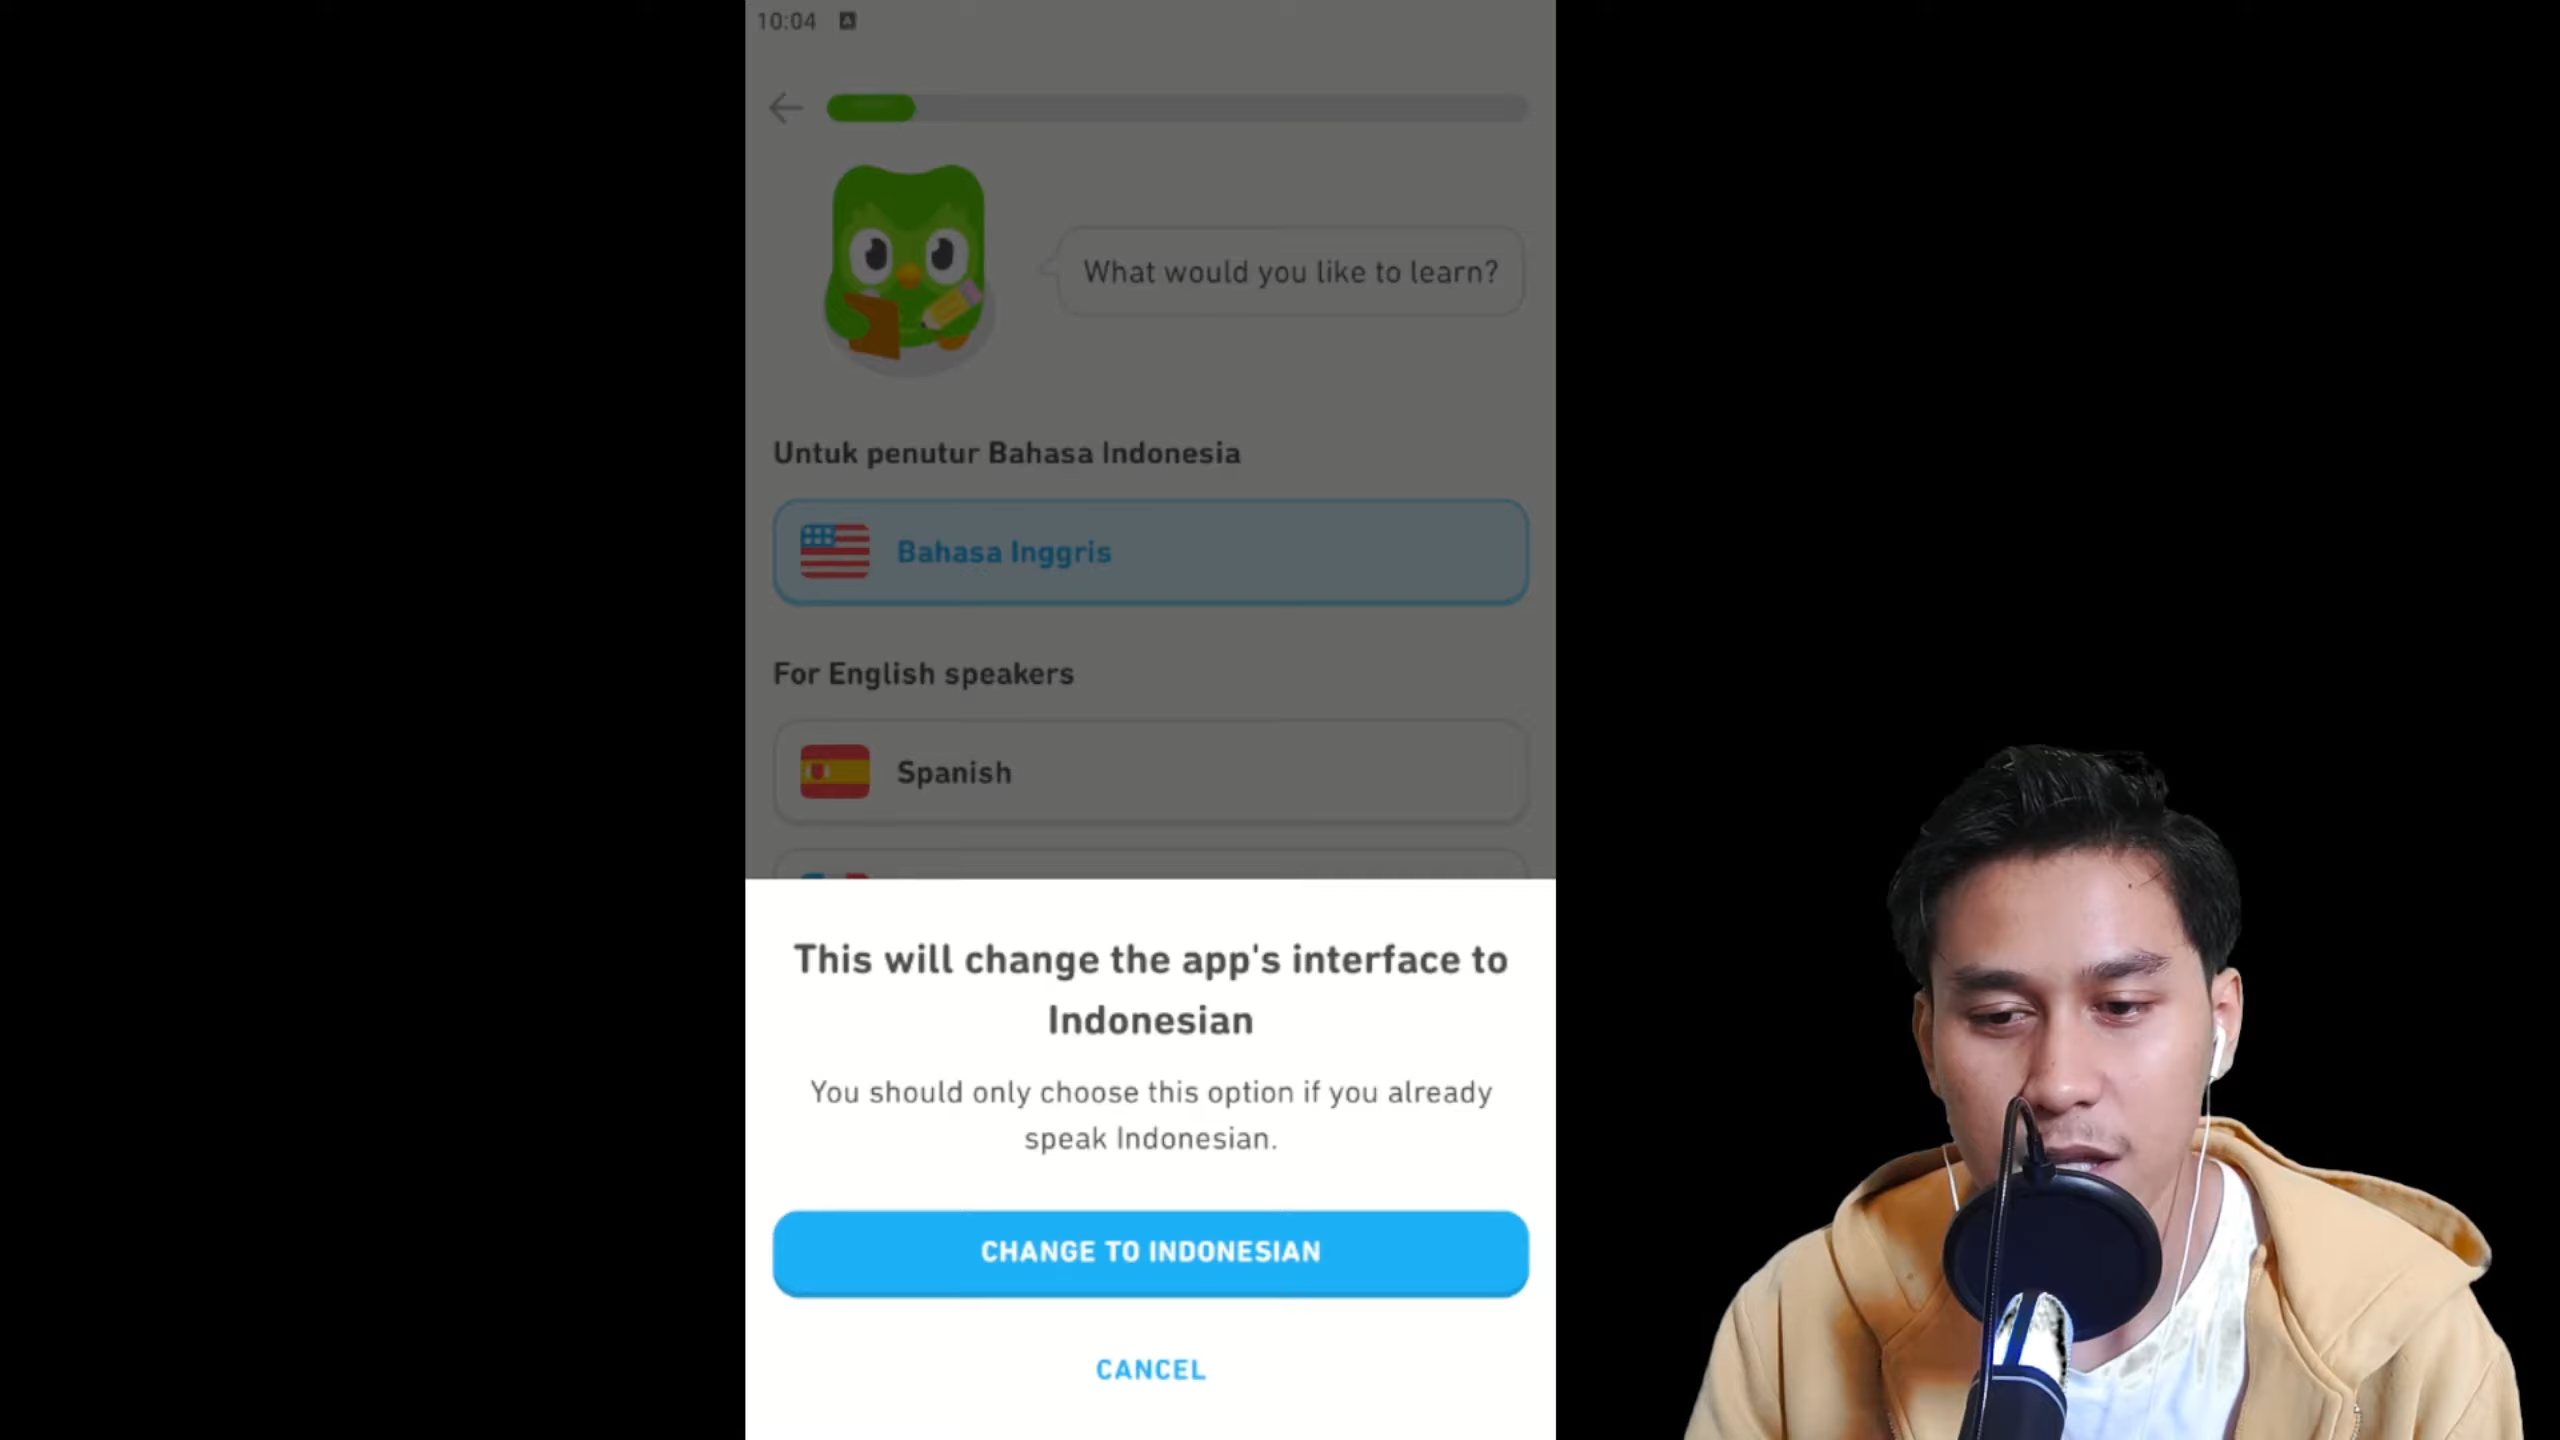 10:04
What would you like to learn?
Untuk penutur Bahasa Indonesia
Bahasa Inggris
For English speakers
Spanish
This will change the app's interface to
Indonesian
You should only choose this option if you already
speak Indonesian.
CHANGE TO INDONESIAN
CANCEL